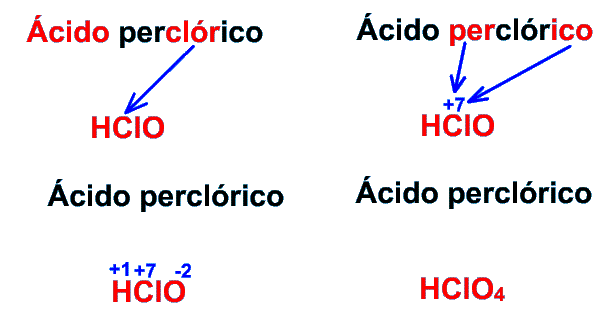 Ácido perclórico
HClO
Ácido perclórico
+7
HClO
Ácido perclórico
+1 +7 -2
HClO
Ácido perclórico
HClO₄